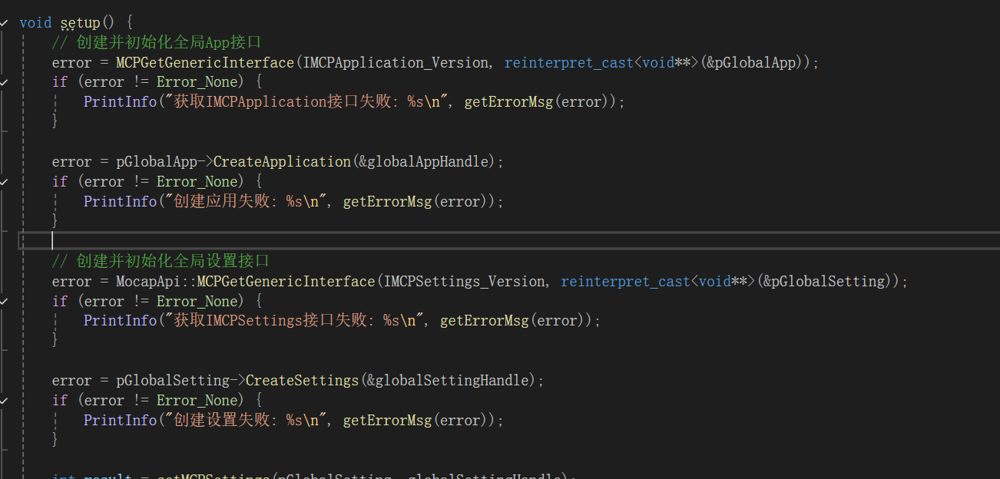 void setup() {
// 创建并初始化全局App接口
error = MCPGetGenericInterface(IMCPApplication_Version, reinterpret_cast<void**>(&pGlobalApp));
if (error != Error_None) {
PrintInfo("获取IMCPApplication接口失败: %s\n", getErrorMsg(error));
}
error = pGlobalApp->CreateApplication(&globalAppHandle);
if (error != Error_None) {
PrintInfo("创建应用失败: %s\n", getErrorMsg(error));
}
// 创建并初始化全局设置接口
error = MocapApi::MCPGetGenericInterface(IMCPSettings_Version, reinterpret_cast<void**>(&pGlobalSetting));
if (error != Error_None) {
PrintInfo("获取IMCPSettings接口失败: %s\n", getErrorMsg(error));
}
error = pGlobalSetting->CreateSettings(&globalSettingHandle);
if (error != Error_None) {
PrintInfo("创建设置失败: %s\n", getErrorMsg(error));
}
int result = setMCPSettings(pGlobalSetting, globalSettingHandle);